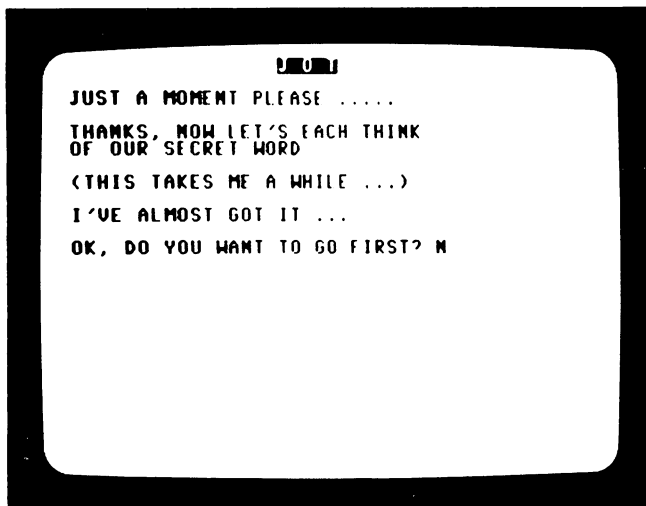 J O T
JUST A MOMENT PLEASE .....
THANKS, NOW LET'S EACH THINK
OF OUR SECRET WORD
(THIS TAKES ME A WHILE ...)
I'VE ALMOST GOT IT ...
OK, DO YOU WANT TO GO FIRST? N